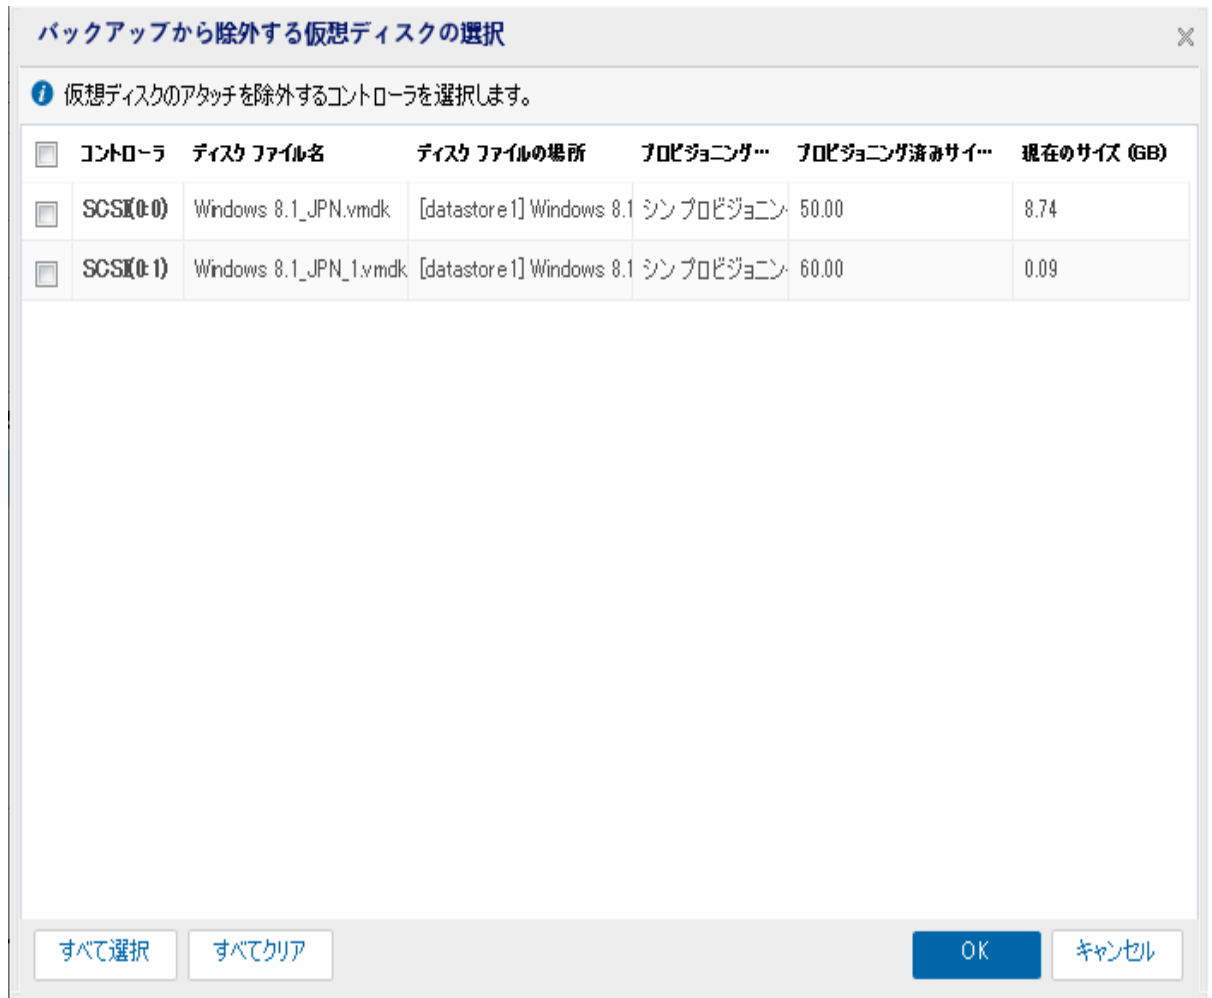 バックアップから除外する仮想ディスクの選択
仮想ディスクのアタッチを除外するコントローラを選択します。
コントローラ ディスク ファイル名 ディスク ファイルの場所 プロビジョニング… プロビジョニング済みサイ… 現在のサイズ (GB)
SCSI(0:0) Windows 8.1_JPN.vmdk [datastore1] Windows 8.1 シン プロビジョニン 50.00 8.74
SCSI(0:1) Windows 8.1_JPN_1.vmdk [datastore1] Windows 8.1 シン プロビジョニン 60.00 0.09
すべて選択 すべてクリア OK キャンセル